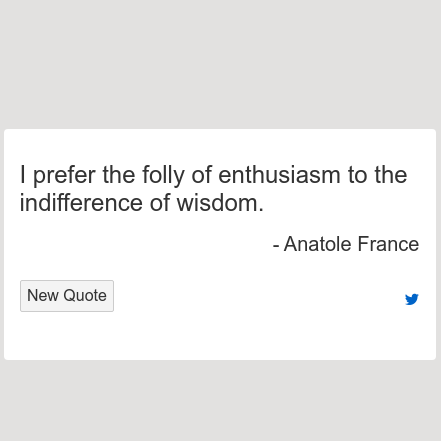 I prefer the folly of enthusiasm to the
indifference of wisdom.
- Anatole France
New Quote